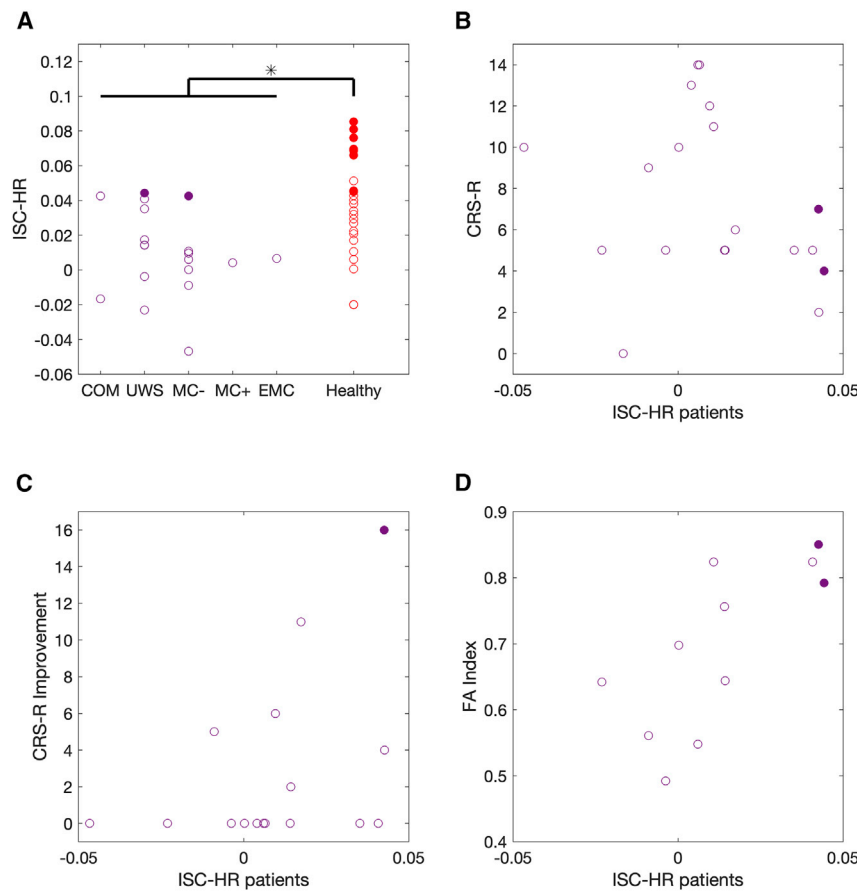 A
ISC-HR
0.12
0.1
0.08
0.06
0.04
0.02
0
-0.02
-0.04
-0.06
*
COM UWS MC- MC+ EMC Healthy
B
CRS-R
14
12
10
8
6
4
2
0
-0.05 0 0.05
ISC-HR patients
C
CRS-R Improvement
16
14
12
10
8
6
4
2
0
-0.05 0 0.05
ISC-HR patients
D
FA Index
0.9
0.8
0.7
0.6
0.5
0.4
-0.05 0 0.05
ISC-HR patients